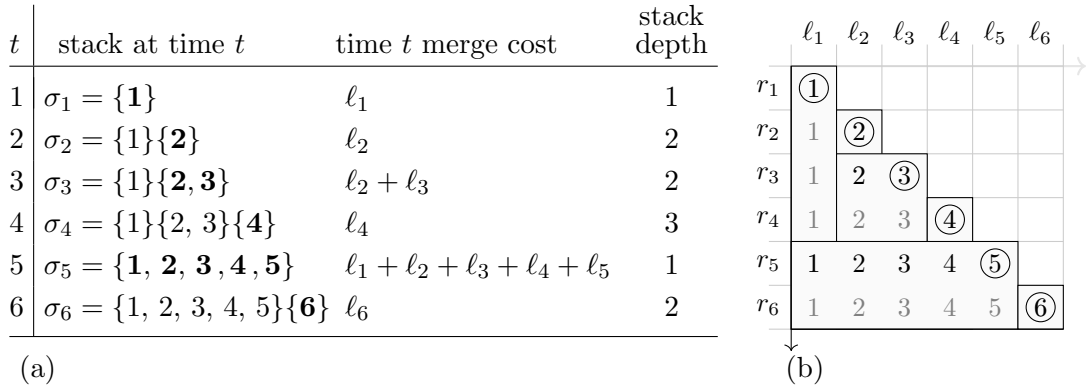 t stack at time t time t merge cost stack depth
1 σ₁ = {1} ℓ₁ 1
2 σ₂ = {1}{2} ℓ₂ 2
3 σ₃ = {1}{2, 3} ℓ₂ + ℓ₃ 2
4 σ₄ = {1}{2, 3}{4} ℓ₄ 3
5 σ₅ = {1, 2, 3, 4, 5} ℓ₁ + ℓ₂ + ℓ₃ + ℓ₄ + ℓ₅ 1
6 σ₆ = {1, 2, 3, 4, 5}{6} ℓ₆ 2
(a)
ℓ₁ ℓ₂ ℓ₃ ℓ₄ ℓ₅ ℓ₆
r₁ 1
r₂ 1 2
r₃ 1 2 3
r₄ 1 2 3 4
r₅ 1 2 3 4 5
r₆ 1 2 3 4 5 6
(b)